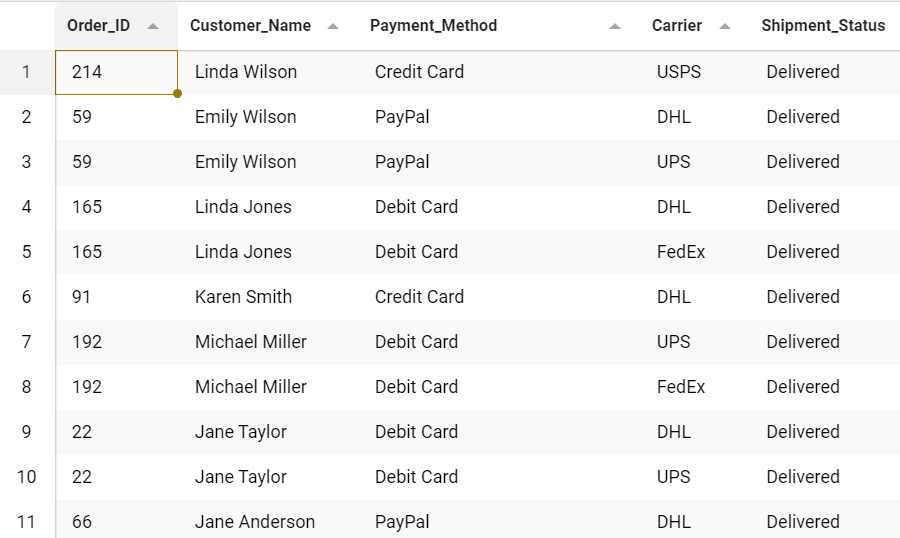 Order_ID Customer_Name Payment_Method Carrier Shipment_Status
1 214 Linda Wilson Credit Card USPS Delivered
2 59 Emily Wilson PayPal DHL Delivered
3 59 Emily Wilson PayPal UPS Delivered
4 165 Linda Jones Debit Card DHL Delivered
5 165 Linda Jones Debit Card FedEx Delivered
6 91 Karen Smith Credit Card DHL Delivered
7 192 Michael Miller Debit Card UPS Delivered
8 192 Michael Miller Debit Card FedEx Delivered
9 22 Jane Taylor Debit Card DHL Delivered
10 22 Jane Taylor Debit Card UPS Delivered
11 66 Jane Anderson PayPal DHL Delivered